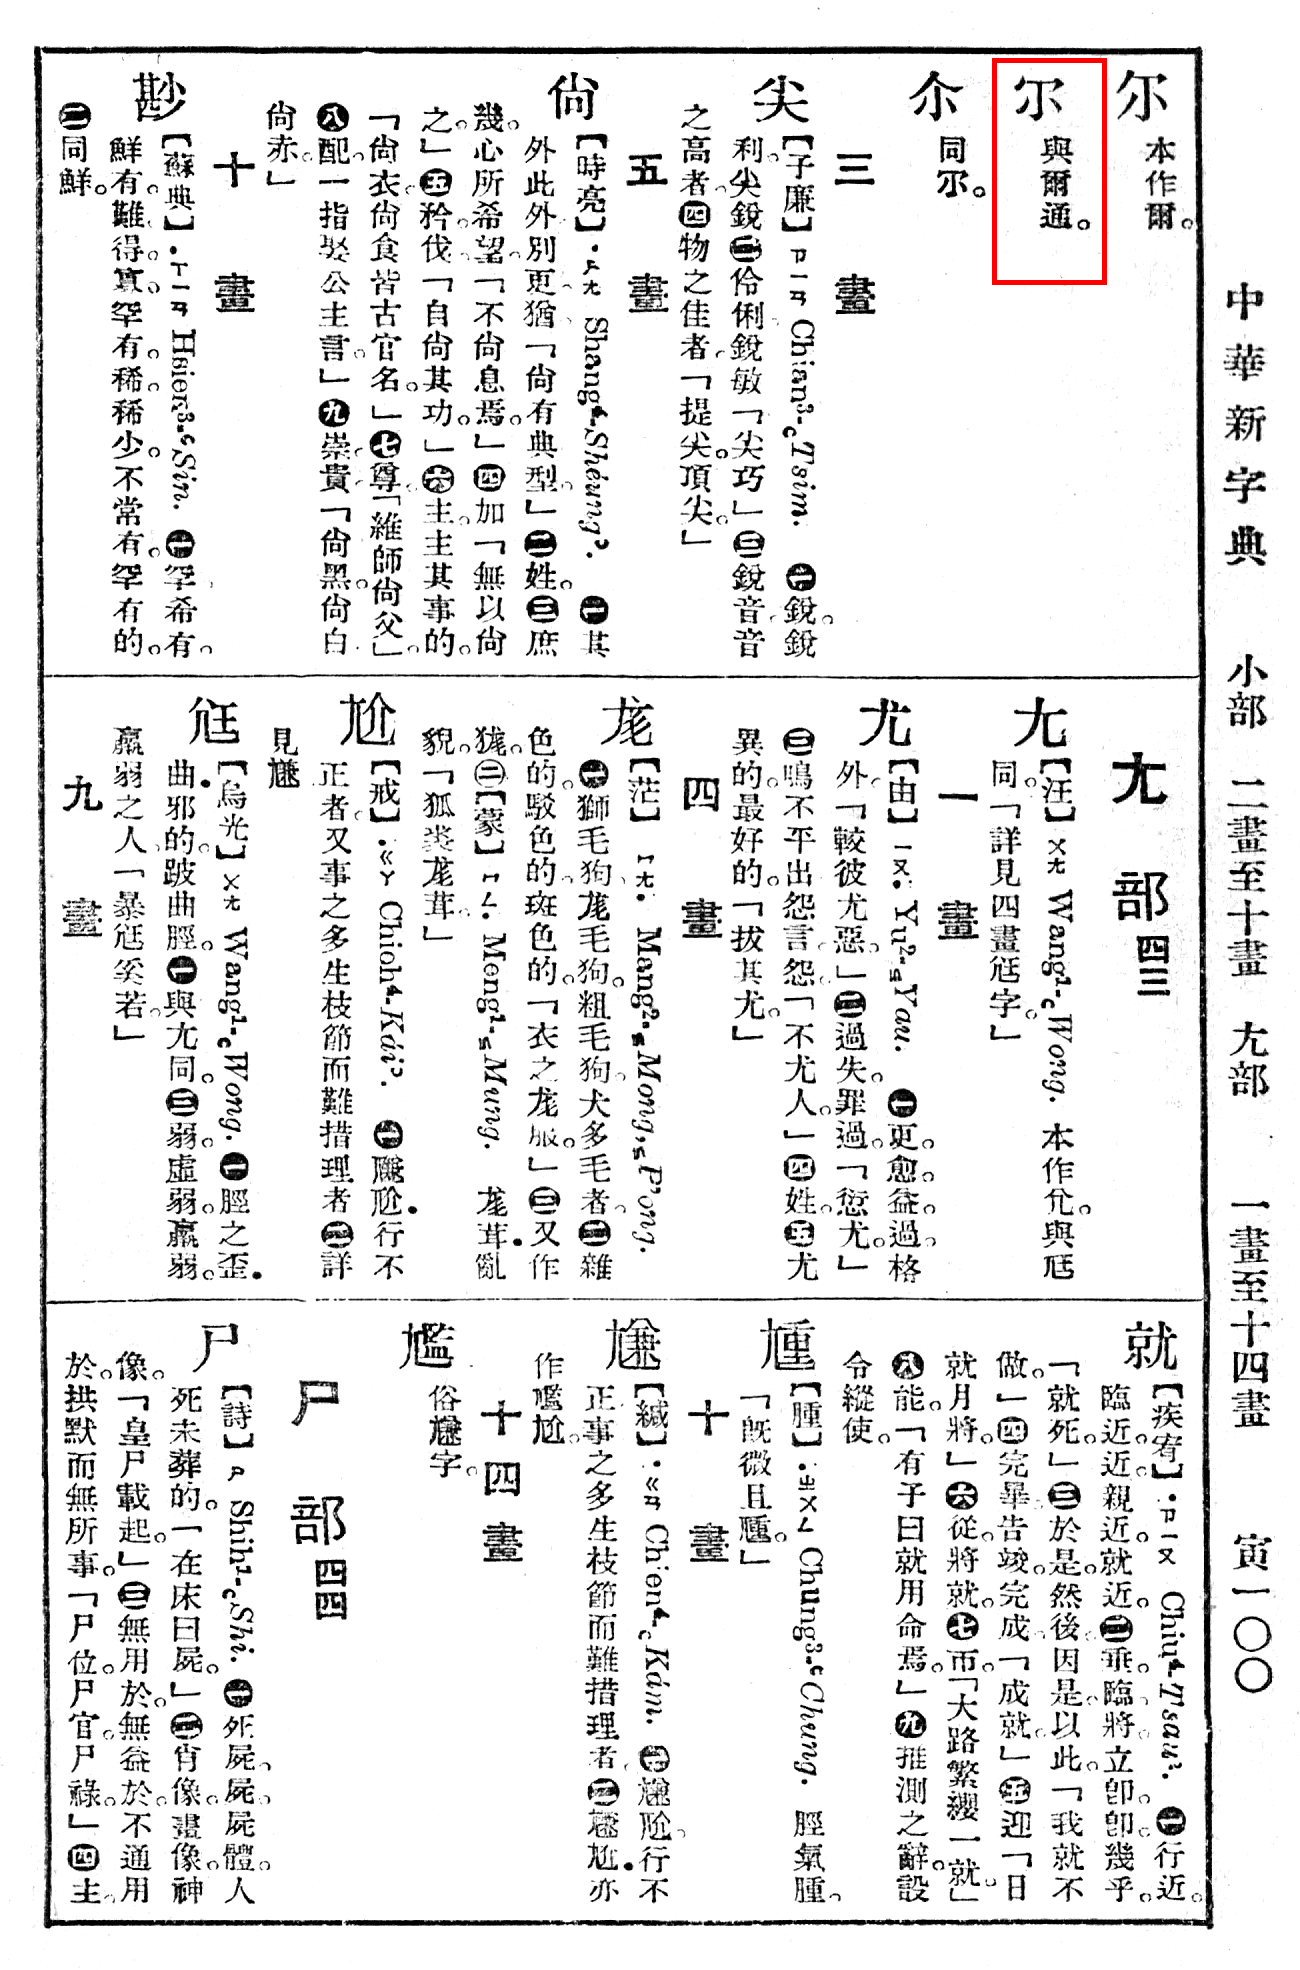 中華新字典　小部　二畫至十畫　尢部　一畫至十四畫　寅一〇〇
尔
本作爾。
尒
與爾通。
尒
同尔。
三畫
尖
【子廉】ㄗㄧㄢ Chian³-꜀Tsim. ㊀銳。銳
利。尖銳㊁伶俐銳敏「尖巧」㊂銳音音
之高者㊃物之佳者。「提尖。頂尖」
五畫
尙
【時亮】．ㄕㄤ Shang⁴-Shéung꜄. ㊀其
外此外別更猶「尙有典型。」㊁姓。㊂庶
幾。心所希望「不尙息焉。」㊃加「無以尙
之。」㊄矜。伐「自尙其功。」㊅主。主其事的。
「尙衣。尙食皆古官名。」㊆尊「維師尙父」
㊇配「指娶公主言。」㊈崇。貴「尙黑。尙白
尙赤。」
十畫
尠
【蘇典】．ㄒㄧㄢ Hsien³-꜂Sin. ㊀罕。希有。
鮮有。難得。寡。罕有。稀。稀少。不常有。罕有的。
㊁同鮮。
尢部 四三
尢
【汪】ㄨㄤ Wang¹-꜀Wong. 本作尣。與尩
同。「詳見四畫尩字。」
一畫
尤
【由】ㄧㄡ．Yu²-꜁Yau. ㊀更。愈。益。過。格
外。「較彼尤惡。」㊁過失。罪過。「愆尤。」
㊂鳴不平出怨言怨「不尤人。」㊃姓。㊄尤
異的。最好的。「拔其尤。」
四畫
尨
【茫】ㄇㄤ．Mang²-꜁Mong,꜁P'ong.
㊀獅毛狗。尨毛狗。粗毛狗。犬多毛者。㊁雜
色的。駁色的。斑色的。「衣之尨服。」㊂又作
狵。㊁【蒙】ㄇㄥ．Meng¹-꜁Mung. 尨茸亂
貌。「狐裘尨茸。」
尬
【戒】．ㄍㄚ Chieh⁴-Kái꜄. ㊀尲尬．行不
正者。又事之多生枝節而難措理者㊁詳
見尲
尪
【烏光】ㄨㄤ Wang¹-꜀Wong. ㊀脛之歪．
曲．邪的。跛曲脛。㊁與尢同。㊂弱。虛弱。羸弱。
羸弱之人。「暴尪奚若。」
九畫
就
【疾宥】．ㄗㄧㄡ Chiu⁴-Tsau꜅. ㊀行近。
臨近。近。親近。就近。㊁垂。臨。將。立卽。卽。幾乎。
「就死。」㊂於是。然後。因是。以此。「我就不
做。」㊃完畢。告竣。完成。「成就。」㊄迎「日
就月將。」㊅從。將就。㊆帀。「大路繁纓一就」
㊇能。「有子曰就用命焉。」㊈推測之辭。設
令。縱使。
尰
【腫】．ㄓㄨㄥ Chung³-꜂Chung. 脛氣腫。
「旣微且尰。」
十畫
尲
【緘】．ㄍㄢ Ch'ien⁴-꜀Kám. ㊀尲尬。行不
正事之多生枝節而難措理者㊁尲尬．亦
作尷尬。
十四畫
尷
俗尲字。
尸部 四四
尸
【詩】ㄕ Shih¹-꜀Shi. ㊀死屍。屍。屍體。人
死未葬的。「在床曰屍。」㊁肖像。畫像。神
像。「皇尸載起。」㊂無用於。無益於。不通用
於。拱默而無所事。「尸位。尸官。尸祿。」㊃主。